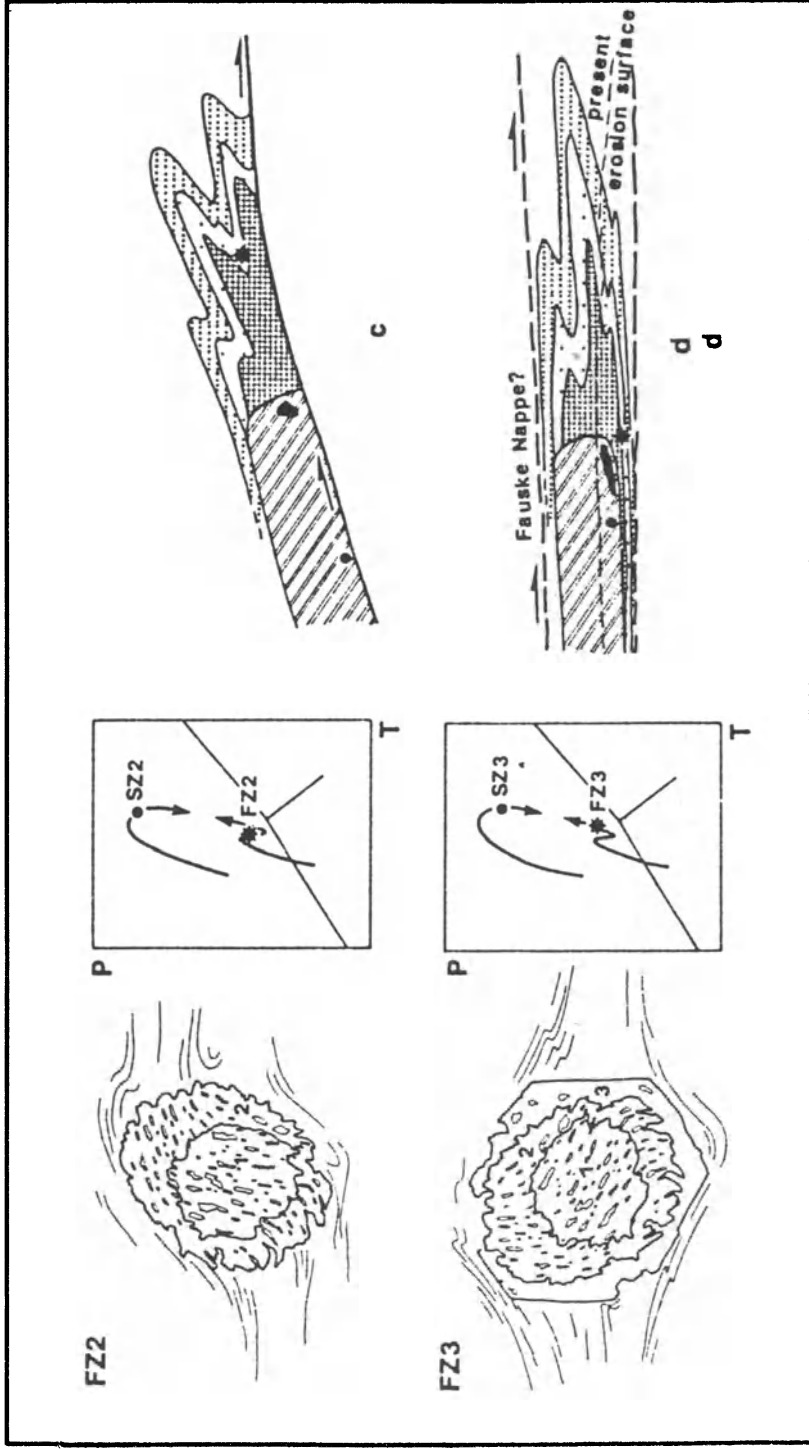 FZ2
1
2
P
SZ2
FZ2
T
c
FZ3
1
2
3
P
SZ3
FZ3
T
Fauske Nappe?
present
erosion surface
d
d